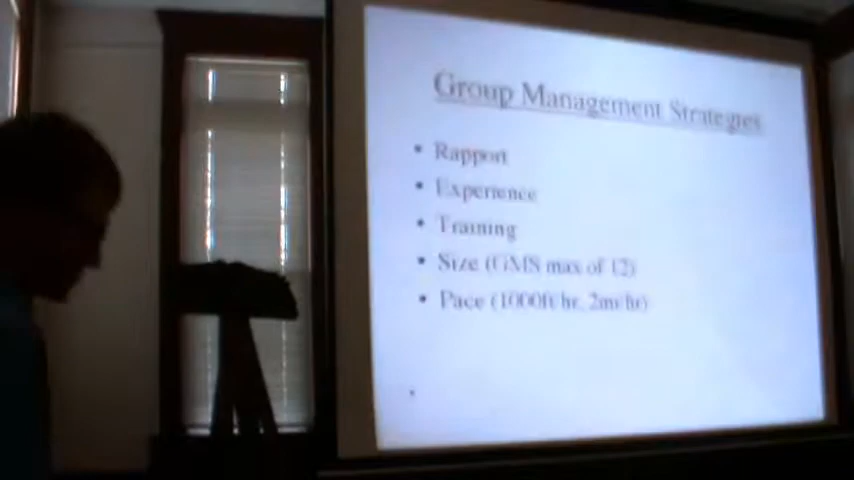 Group Management Strategies
• Rapport
• Experience
• Training
• Size (GMS max of 12)
• Pace (1000ft/hr, 2mi/hr)